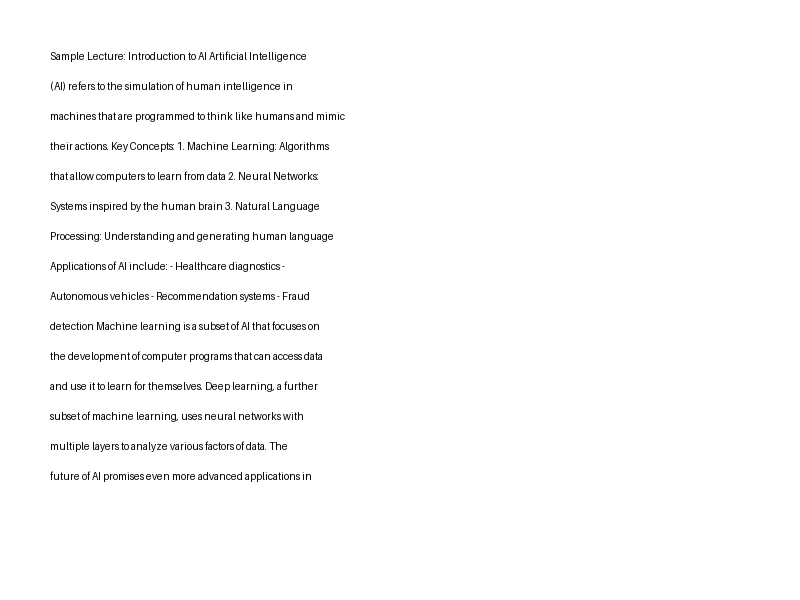 Sample Lecture: Introduction to AI Artificial Intelligence
(AI) refers to the simulation of human intelligence in
machines that are programmed to think like humans and mimic
their actions. Key Concepts: 1. Machine Learning: Algorithms
that allow computers to learn from data 2. Neural Networks:
Systems inspired by the human brain 3. Natural Language
Processing: Understanding and generating human language
Applications of AI include: - Healthcare diagnostics -
Autonomous vehicles - Recommendation systems - Fraud
detection Machine learning is a subset of AI that focuses on
the development of computer programs that can access data
and use it to learn for themselves. Deep learning, a further
subset of machine learning, uses neural networks with
multiple layers to analyze various factors of data. The
future of AI promises even more advanced applications in